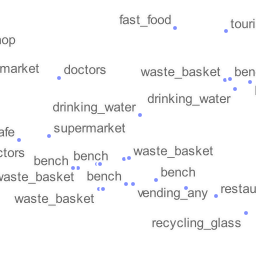 fast_food
touri
hop
market
doctors
waste_basket
ben
drinking_water
drinking_water
supermarket
afe
ctors
waste_basket
bench
bench
bench
bench
waste_basket
vending_any
restau
waste_basket
recycling_glass